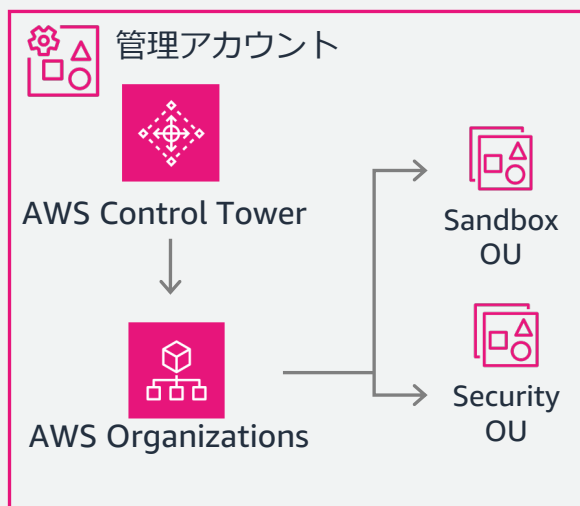 管理アカウント
AWS Control Tower
Sandbox
OU
AWS Organizations
Security
OU